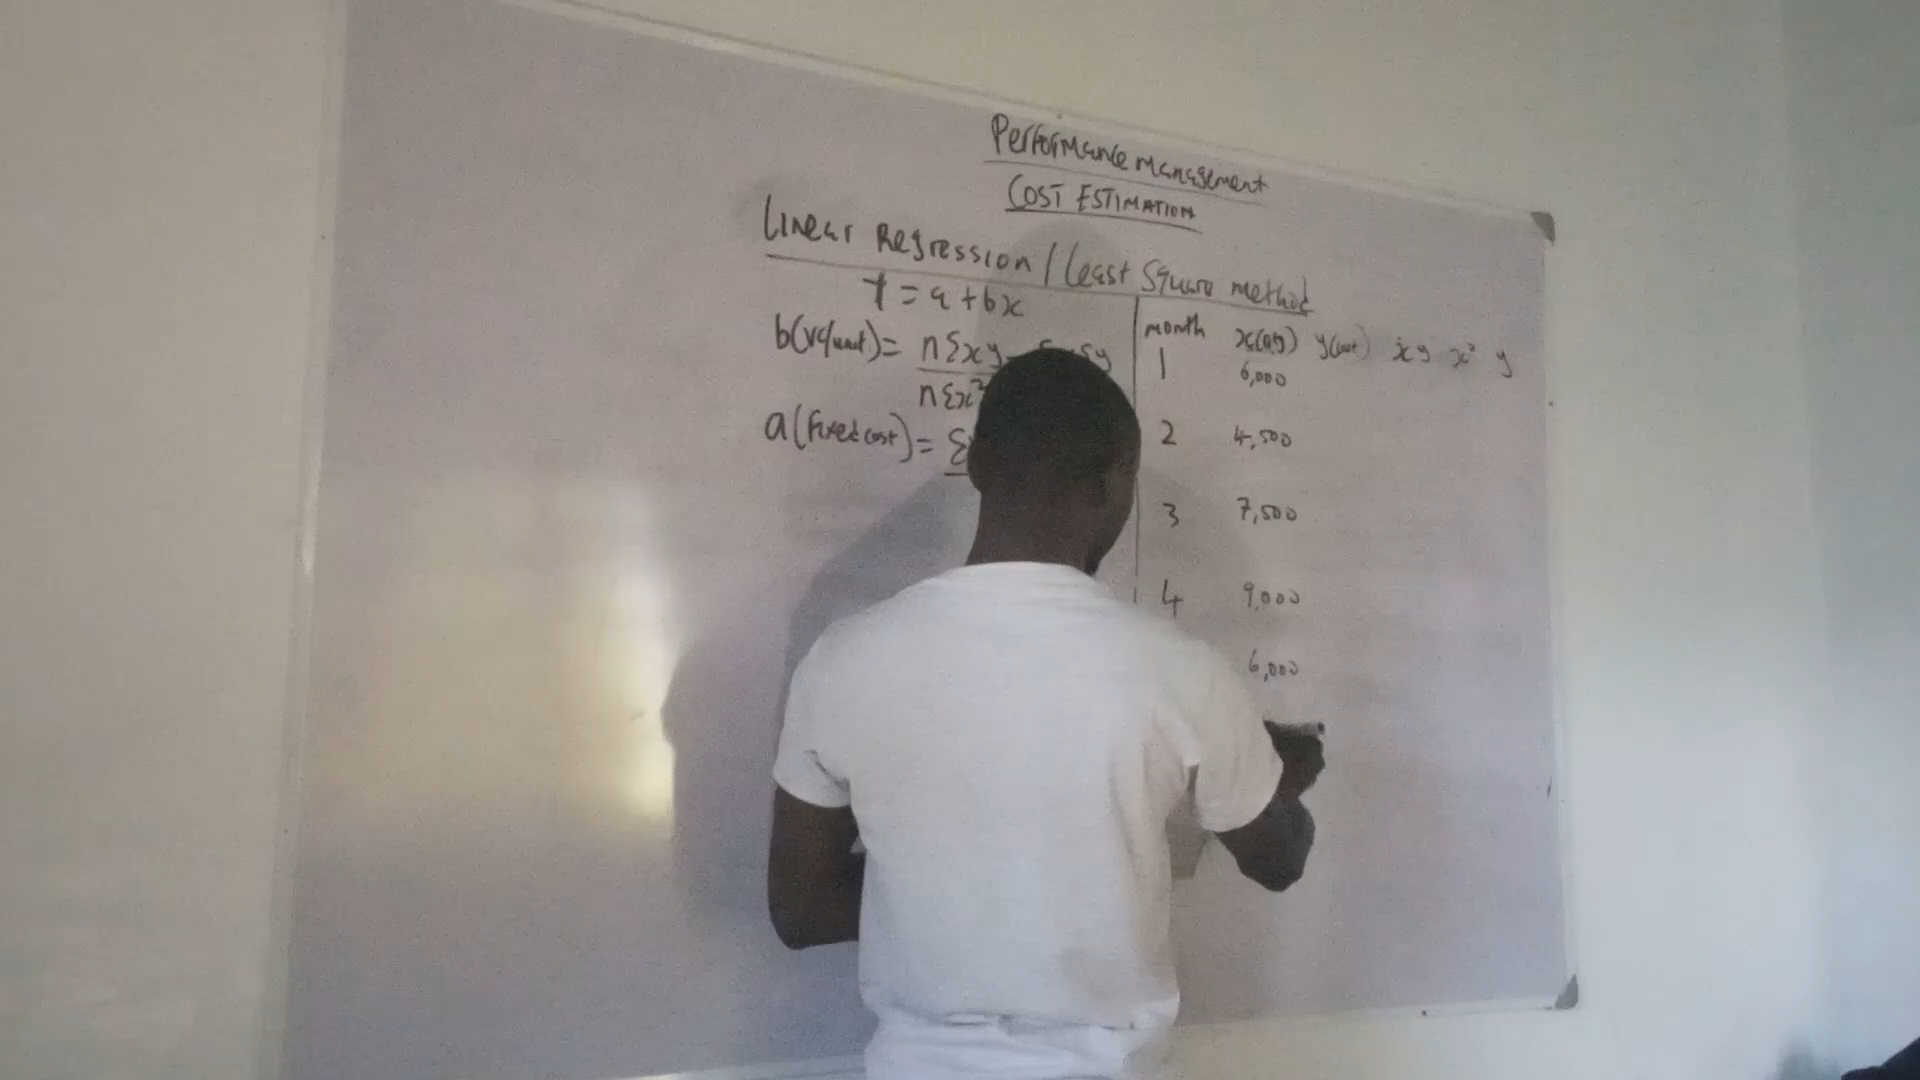 Performance management
COST ESTIMATION
Linear Regression / Least Square method
Y = a + bx
b(vc/unit) = nΣxy - Σy
nΣx²
a(Fixed cost) = Σ
month x(Qty) y(cost) xy x² y
1 6,000
2 4,500
3 7,500
4 9,000
6,000